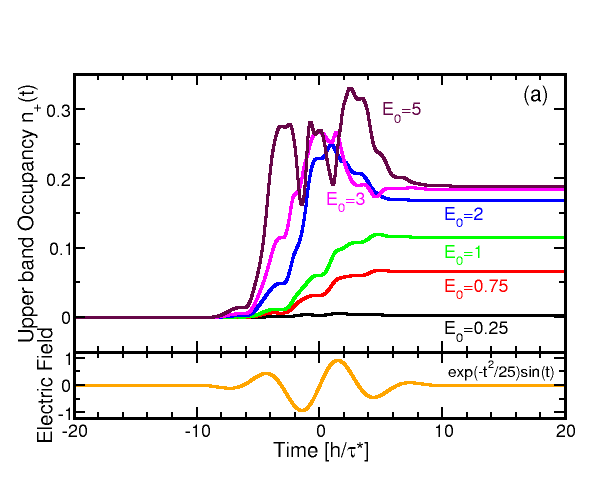 (a)
E₀=5
0.3
0.2
E₀=3
E₀=2
0.1
E₀=1
E₀=0.75
0
E₀=0.25
Upper band Occupancy n₊(t)
exp(-t²/25)sin(t)
1
0
-1
Electric Field
-20
-10
0
10
20
Time [h/τ*]